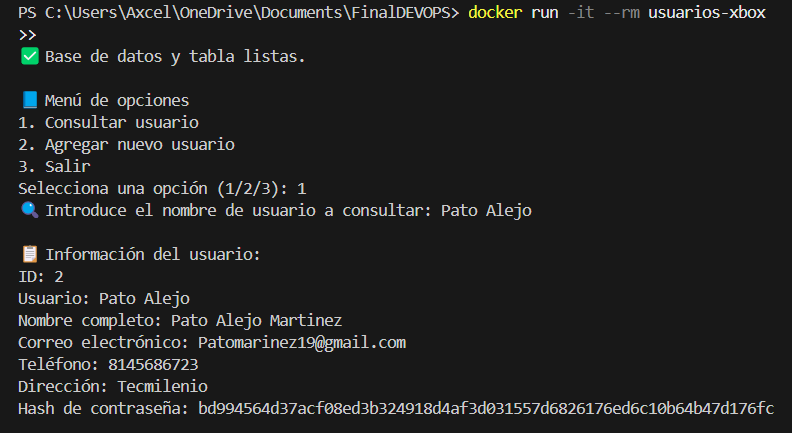 PS C:\Users\Axcel\OneDrive\Documents\FinalDEVOPS> docker run -it --rm usuarios-xbox
>>
✅ Base de datos y tabla listas.
📘 Menú de opciones
1. Consultar usuario
2. Agregar nuevo usuario
3. Salir
Selecciona una opción (1/2/3): 1
🔍 Introduce el nombre de usuario a consultar: Pato Alejo
📋 Información del usuario:
ID: 2
Usuario: Pato Alejo
Nombre completo: Pato Alejo Martinez
Correo electrónico: Patomarinez19@gmail.com
Teléfono: 8145686723
Dirección: Tecmilenio
Hash de contraseña: bd994564d37acf08ed3b324918d4af3d031557d6826176ed6c10b64b47d176fc